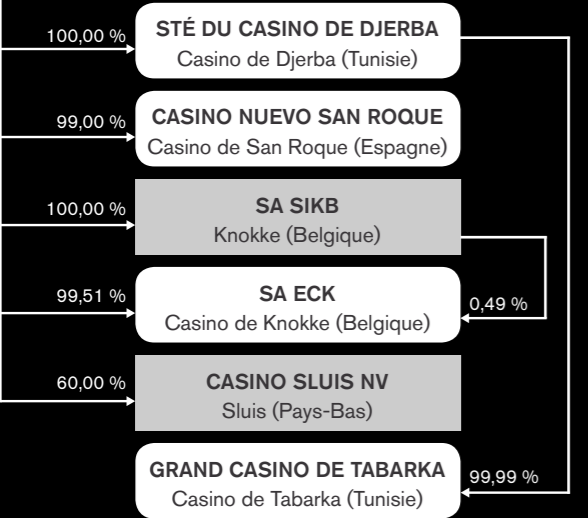 100,00 %
STÉ DU CASINO DE DJERBA
Casino de Djerba (Tunisie)
99,00 %
CASINO NUEVO SAN ROQUE
Casino de San Roque (Espagne)
100,00 %
SA SIKB
Knokke (Belgique)
99,51 %
SA ECK
Casino de Knokke (Belgique)
0,49 %
60,00 %
CASINO SLUIS NV
Sluis (Pays-Bas)
GRAND CASINO DE TABARKA
Casino de Tabarka (Tunisie)
99,99 %